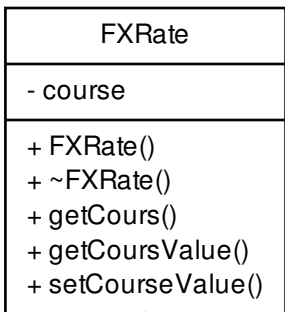 FXRate
- course
+ FXRate()
+ ~FXRate()
+ getCours()
+ getCoursValue()
+ setCourseValue()